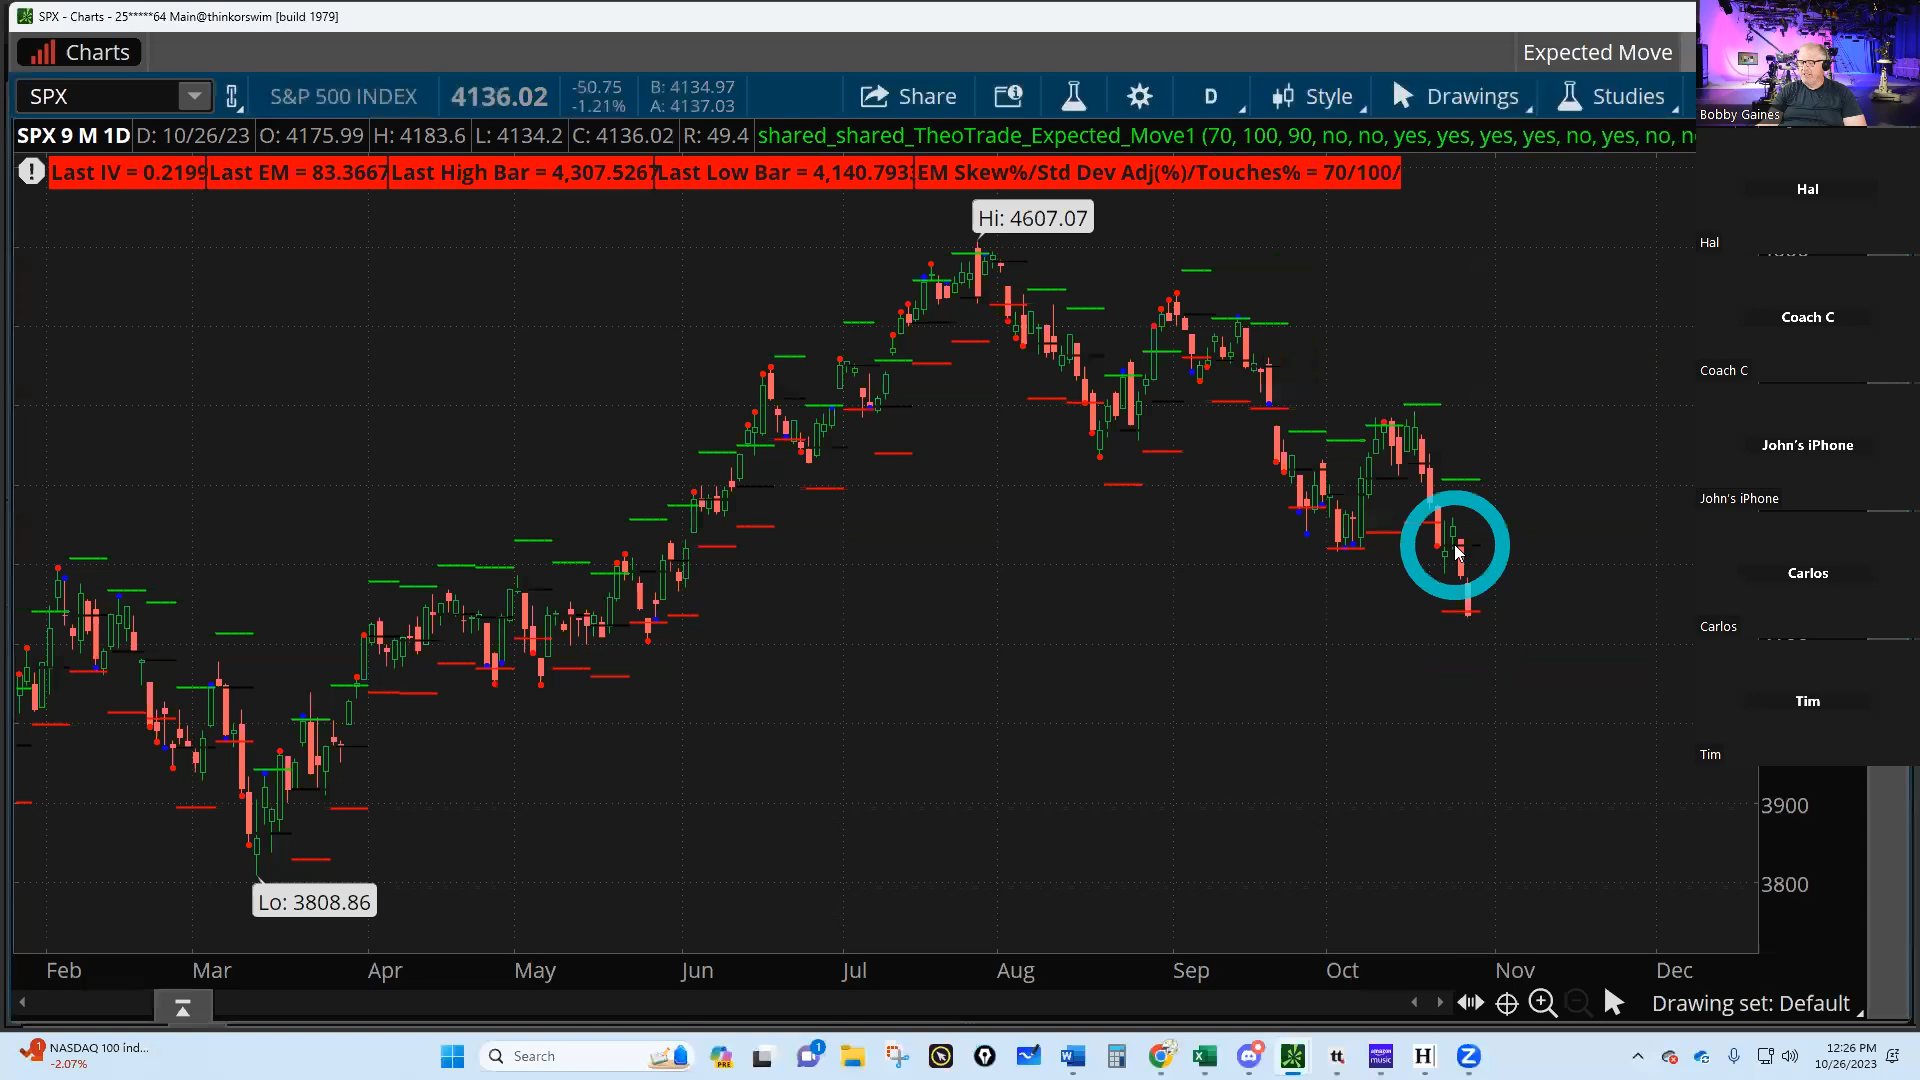 SPX - Charts - 25*****64 Main@thinkorswim [build 1979]
Charts
Expected Move
SPX
S&P 500 INDEX
4136.02
-50.75
-1.21%
B: 4134.97
A: 4137.03
Share
D
Style
Drawings
Studies
Bobby Gaines
SPX 9 M 1D
D: 10/26/23
O: 4175.99
H: 4183.6
L: 4134.2
C: 4136.02
R: 49.4
shared_shared_TheoTrade_Expected_Move1 (70, 100, 90, no, no, yes, yes, yes, yes, no, yes, no, n
Last IV = 0.2199
Last EM = 83.3667
Last High Bar = 4,307.5267
Last Low Bar = 4,140.793
EM Skew%/Std Dev Adj(%)/Touches% = 70/100/
Hi: 4607.07
Hal
Hal
Coach C
Coach C
John's iPhone
John's iPhone
Carlos
Carlos
Tim
Tim
3900
3800
Lo: 3808.86
Feb
Mar
Apr
May
Jun
Jul
Aug
Sep
Oct
Nov
Dec
Drawing set: Default
1
NASDAQ 100 ind...
-2.07%
Search
PRE
1
tt
amazon music
H
12:26 PM
10/26/2023